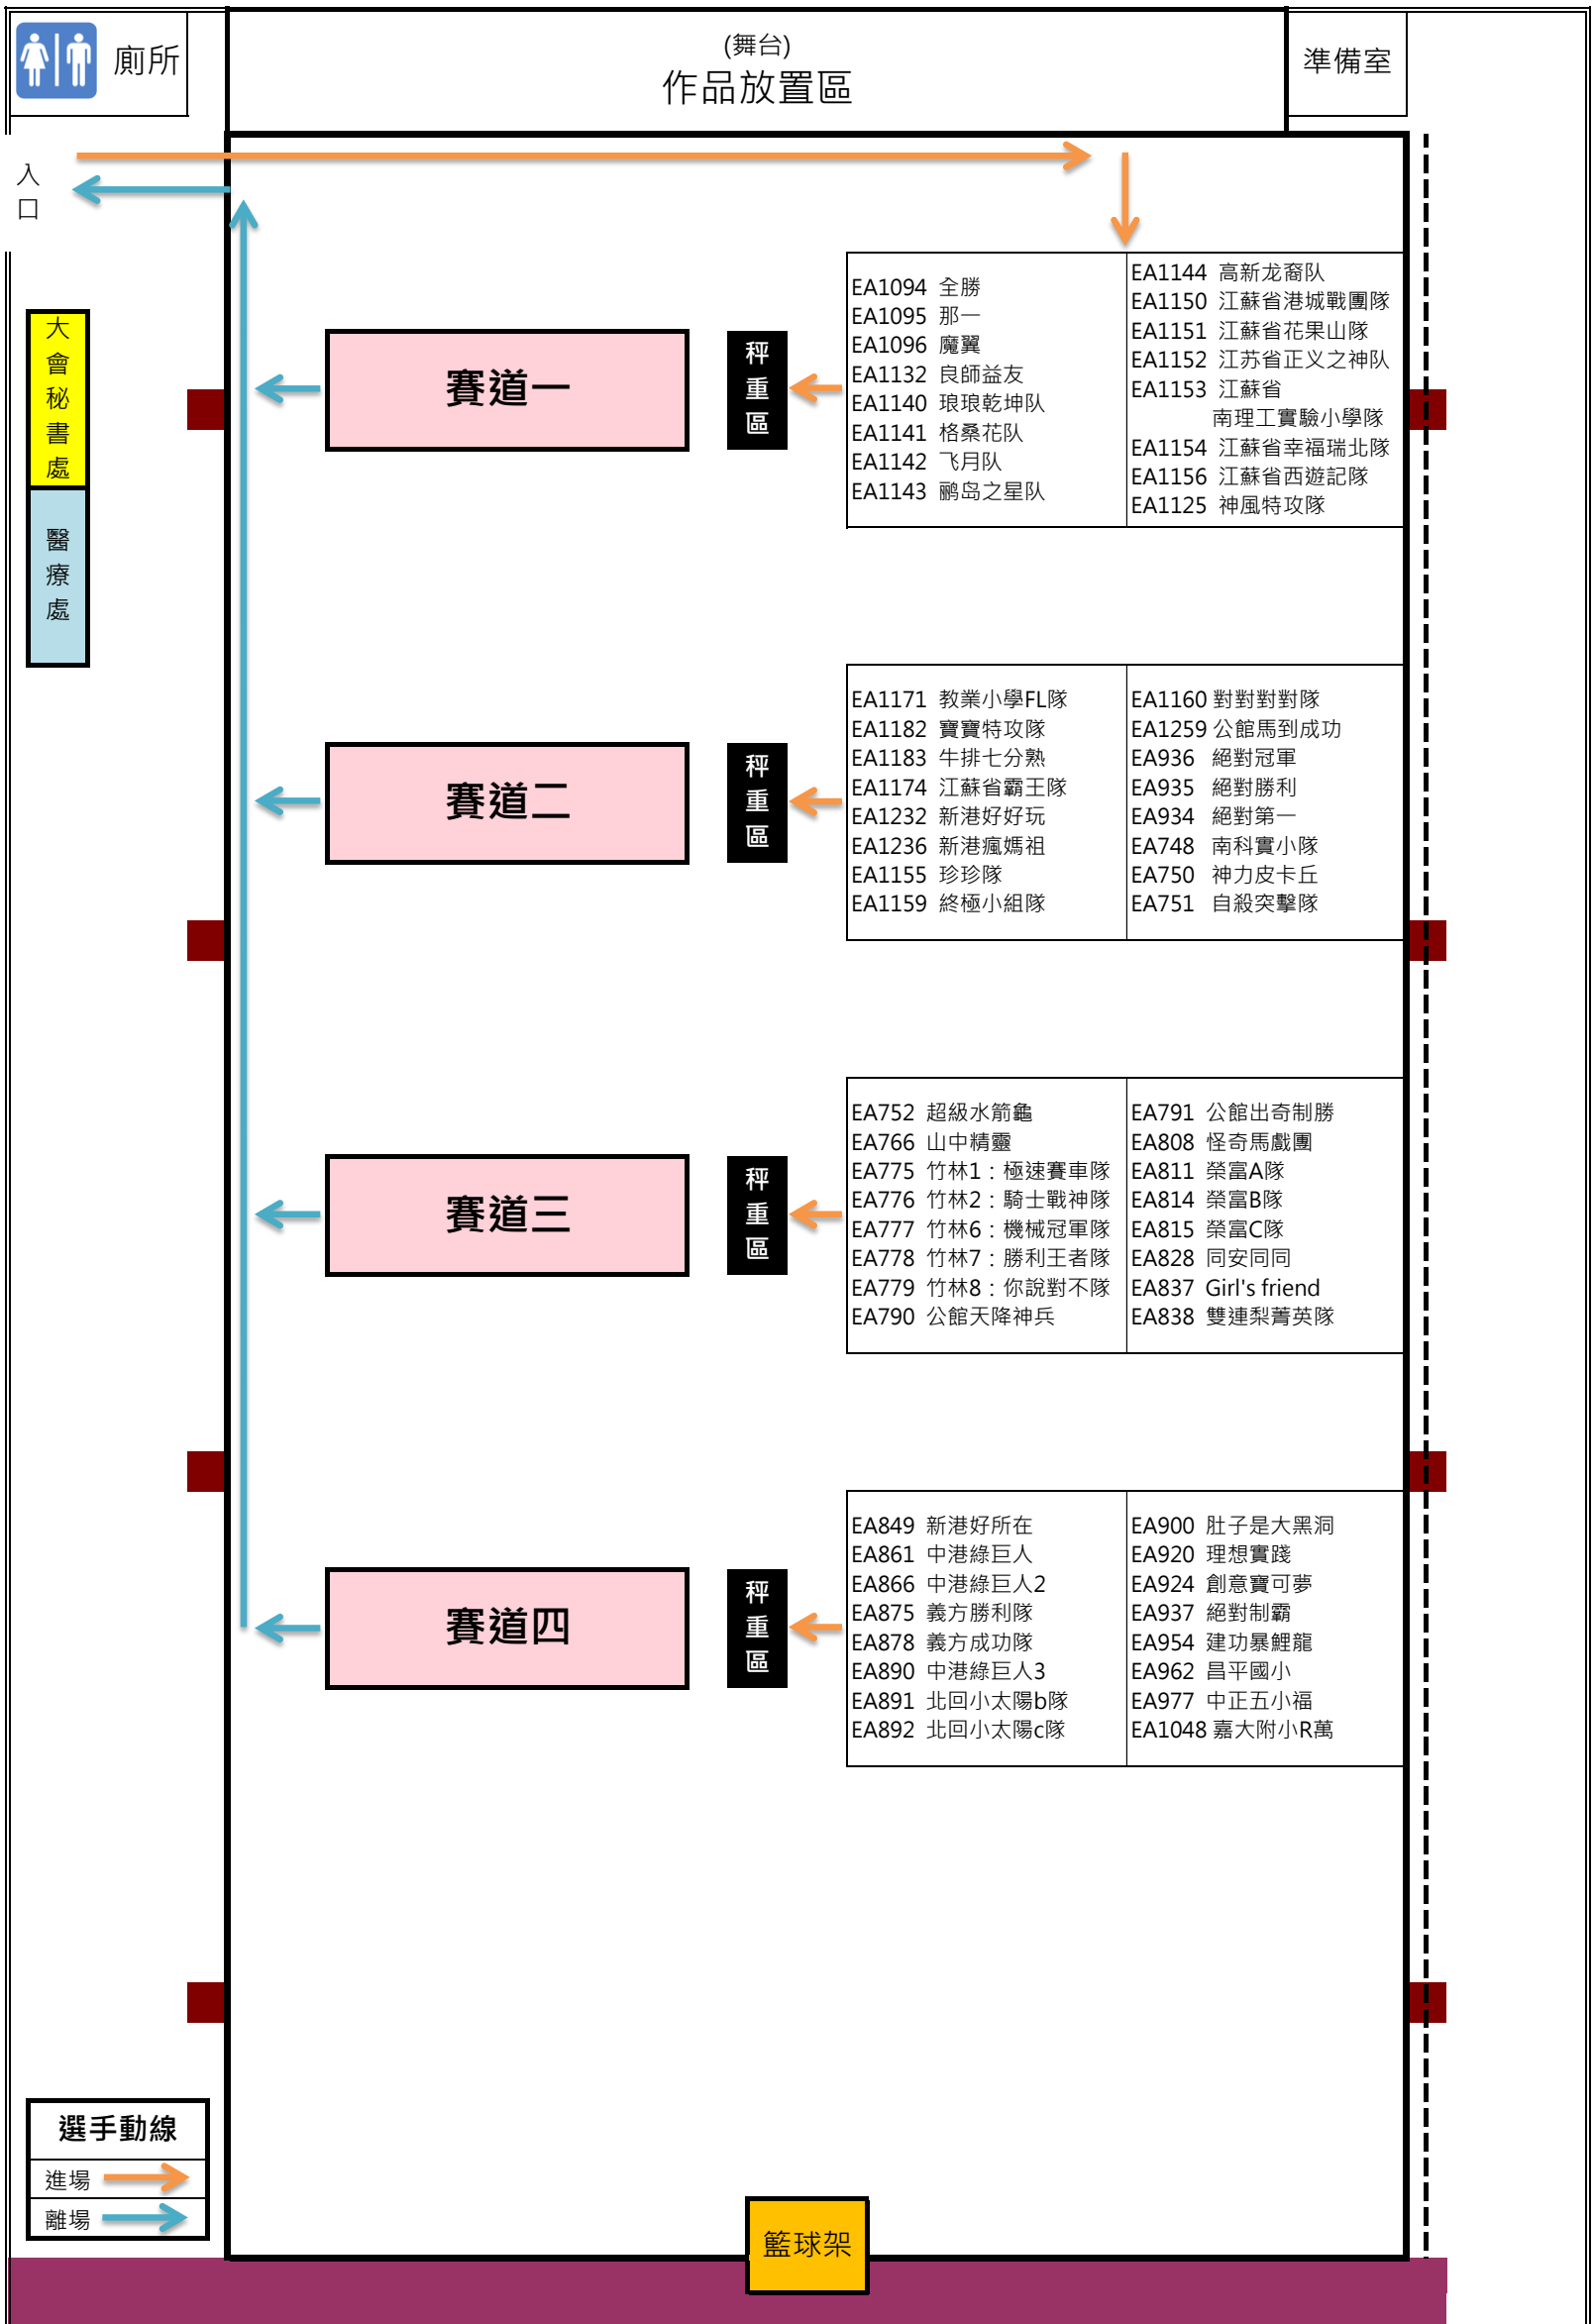 廁所
(舞台)
作品放置區
準備室
入
口
大
會
秘
書
處
醫
療
處
賽道一
秤
重
區
EA1094 全勝
EA1095 那一
EA1096 魔翼
EA1132 良師益友
EA1140 琅琅乾坤队
EA1141 格桑花队
EA1142 飞月队
EA1143 鹂岛之星队
EA1144 高新龙裔队
EA1150 江蘇省港城戰團隊
EA1151 江蘇省花果山隊
EA1152 江苏省正义之神队
EA1153 江蘇省
南理工實驗小學隊
EA1154 江蘇省幸福瑞北隊
EA1156 江蘇省西遊記隊
EA1125 神風特攻隊
賽道二
秤
重
區
EA1171 教業小學FL隊
EA1182 寶寶特攻隊
EA1183 牛排七分熟
EA1174 江蘇省霸王隊
EA1232 新港好好玩
EA1236 新港瘋媽祖
EA1155 珍珍隊
EA1159 終極小組隊
EA1160 對對對對隊
EA1259 公館馬到成功
EA936 絕對冠軍
EA935 絕對勝利
EA934 絕對第一
EA748 南科實小隊
EA750 神力皮卡丘
EA751 自殺突擊隊
賽道三
秤
重
區
EA752 超級水箭龜
EA766 山中精靈
EA775 竹林1：極速賽車隊
EA776 竹林2：騎士戰神隊
EA777 竹林6：機械冠軍隊
EA778 竹林7：勝利王者隊
EA779 竹林8：你說對不隊
EA790 公館天降神兵
EA791 公館出奇制勝
EA808 怪奇馬戲團
EA811 榮富A隊
EA814 榮富B隊
EA815 榮富C隊
EA828 同安同同
EA837 Girl's friend
EA838 雙連梨菁英隊
賽道四
秤
重
區
EA849 新港好所在
EA861 中港綠巨人
EA866 中港綠巨人2
EA875 義方勝利隊
EA878 義方成功隊
EA890 中港綠巨人3
EA891 北回小太陽b隊
EA892 北回小太陽c隊
EA900 肚子是大黑洞
EA920 理想實踐
EA924 創意寶可夢
EA937 絕對制霸
EA954 建功暴鯉龍
EA962 昌平國小
EA977 中正五小福
EA1048 嘉大附小R萬
選手動線
進場
離場
籃球架